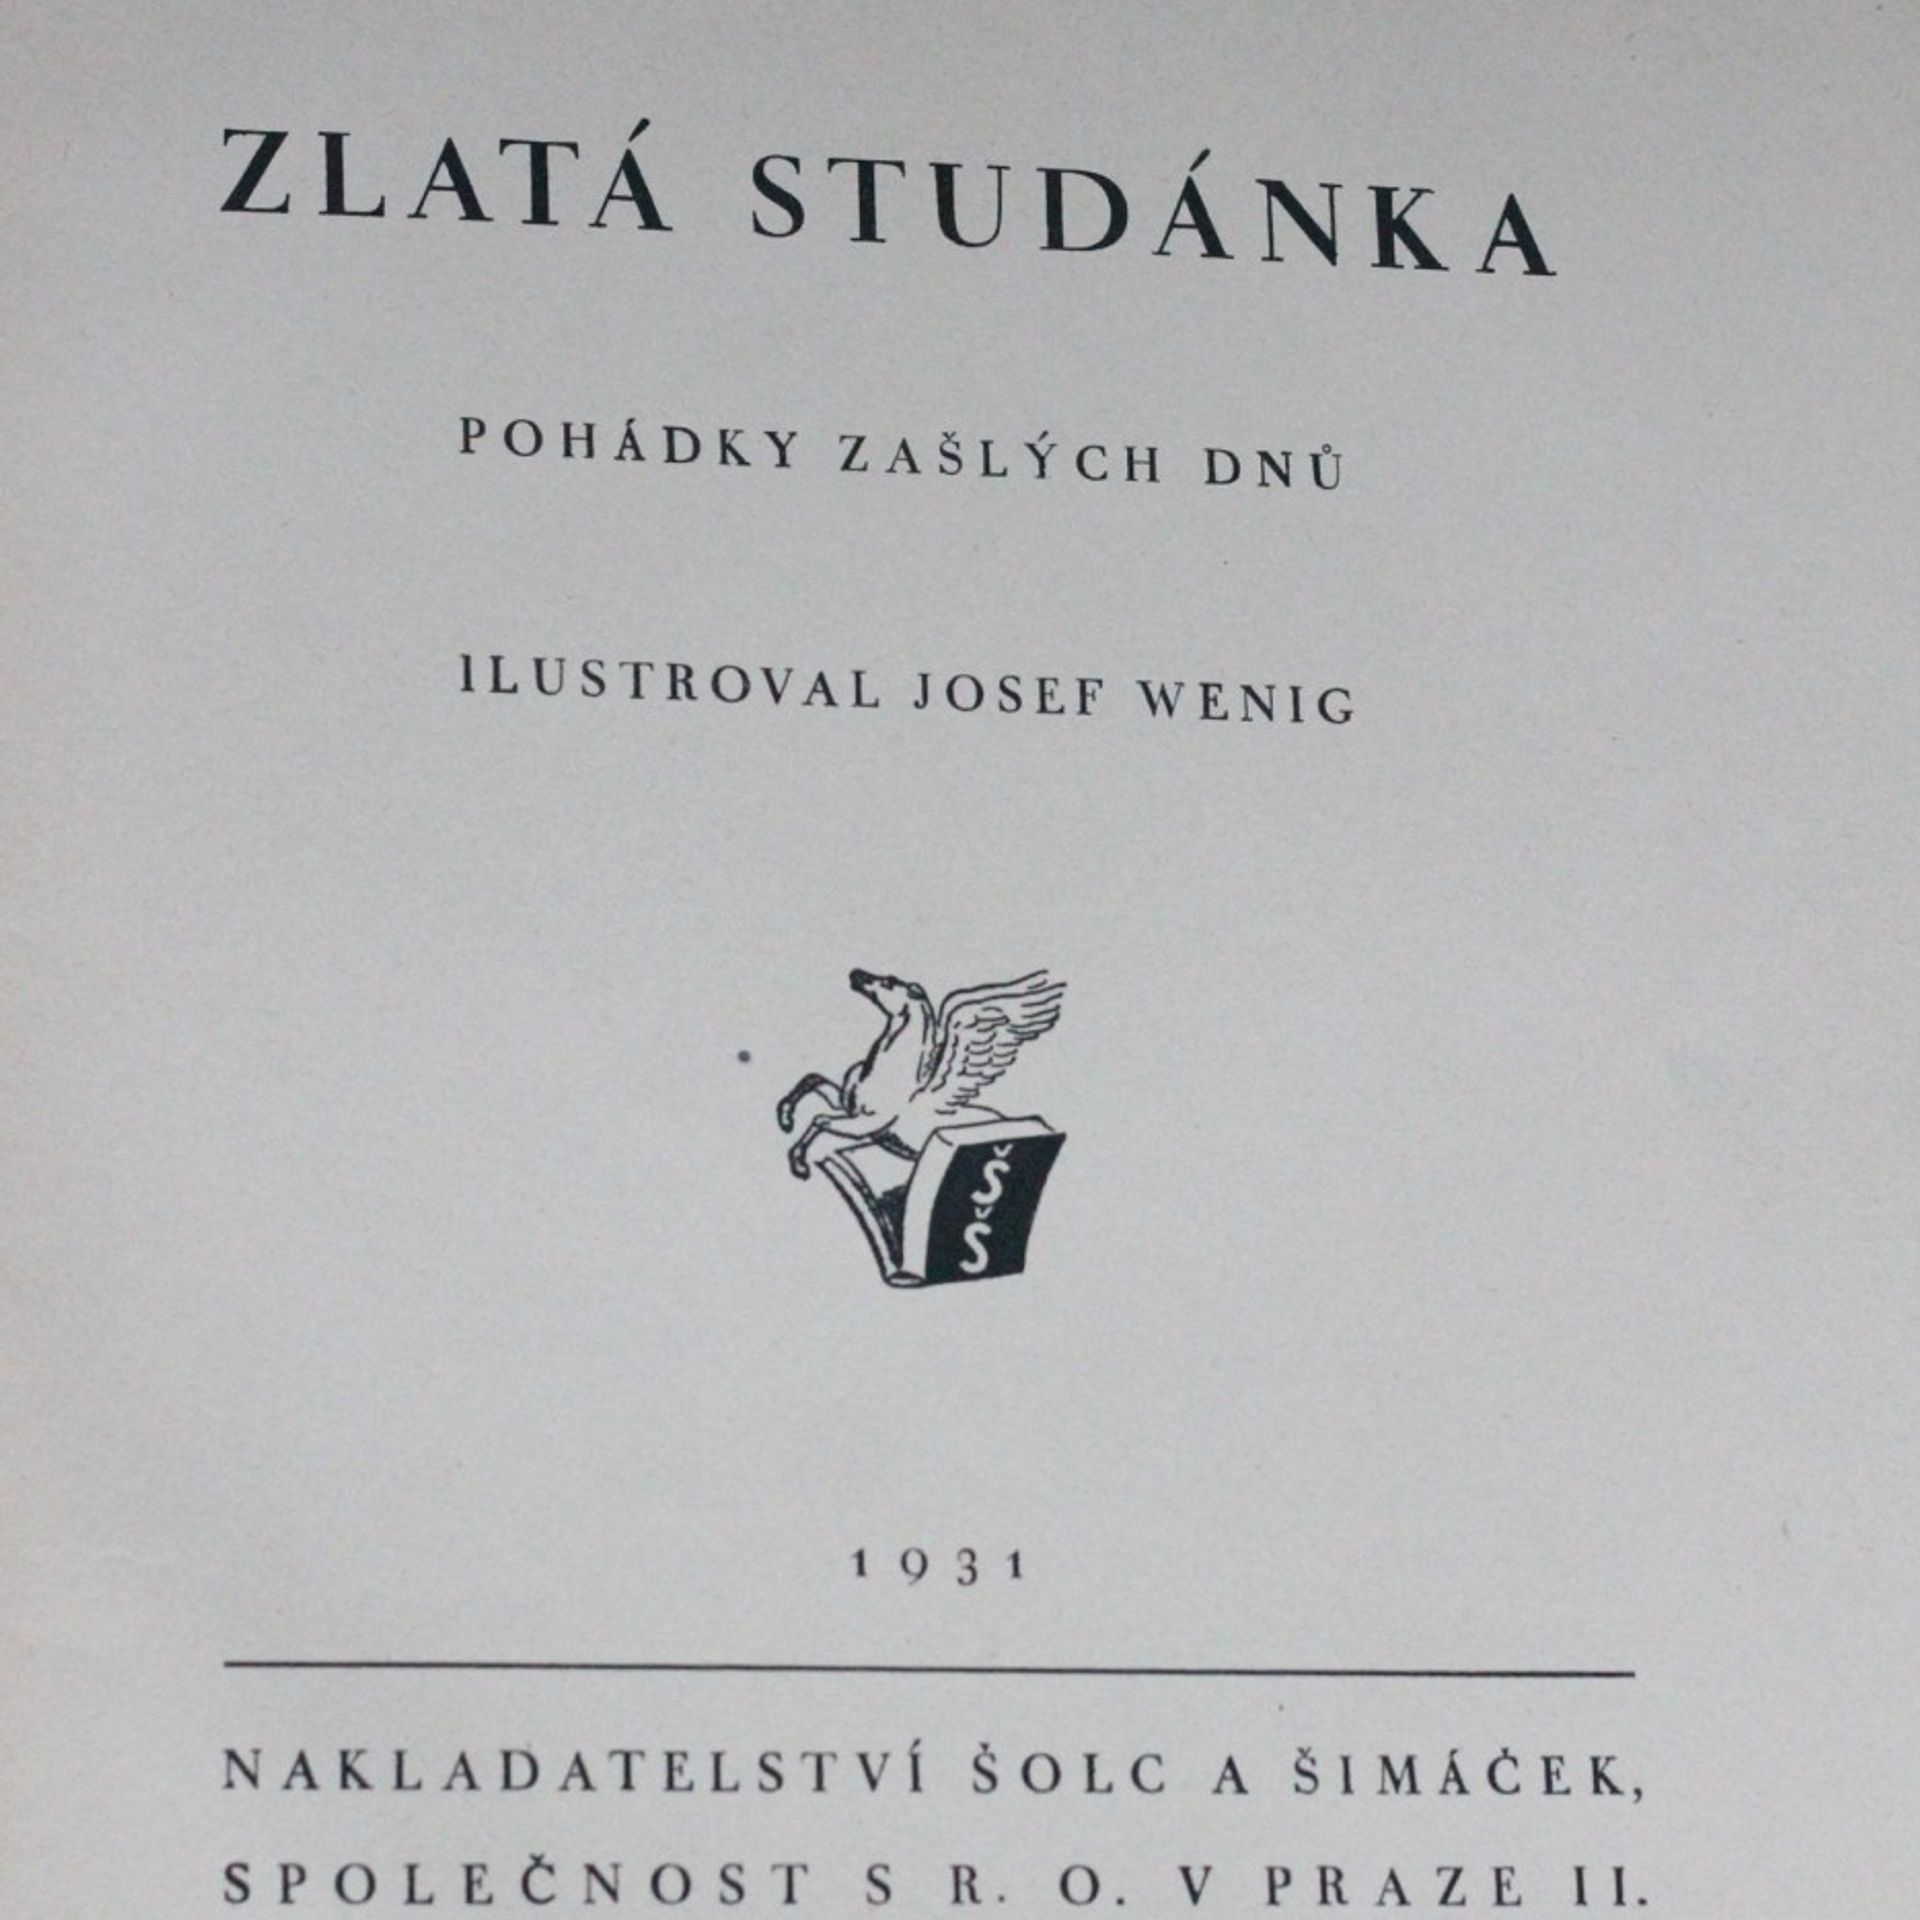 ZLATÁ STUDÁNKA
POHÁDKY ZAŠLÝCH DNŮ
ILUSTROVAL JOSEF WENIG
Š
Š
1931
NAKLADATELSTVÍ ŠOLC A ŠIMÁČEK,
SPOLEČNOST S R. O. V PRAZE II.